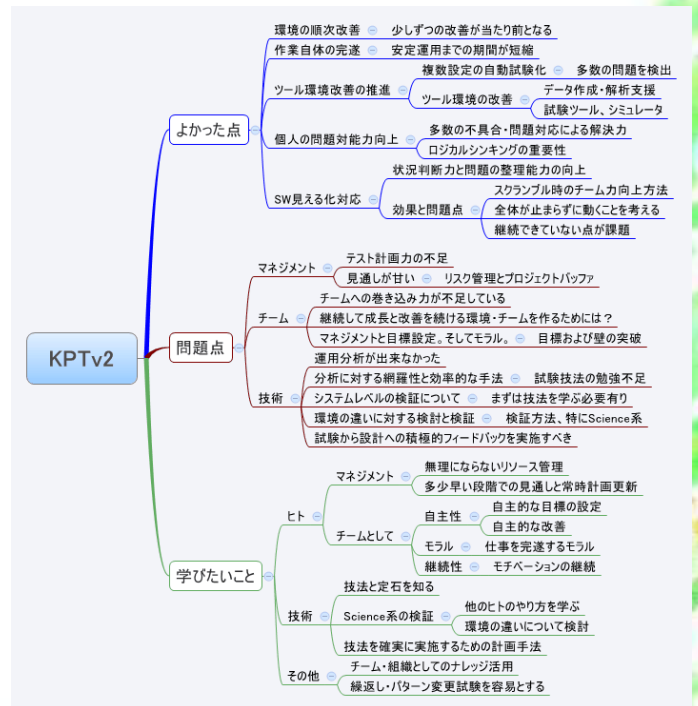 KPTv2
よかった点
環境の順次改善
少しずつの改善が当たり前となる
作業自体の完遂
安定運用までの期間が短縮
ツール環境改善の推進
複数設定の自動試験化
多数の問題を検出
ツール環境の改善
データ作成・解析支援
試験ツール、シミュレータ
個人の問題対能力向上
多数の不具合・問題対応による解決力
ロジカルシンキングの重要性
SW見える化対応
状況判断力と問題の整理能力の向上
効果と問題点
スクランブル時のチーム力向上方法
全体が止まらずに動くことを考える
継続できていない点が課題
問題点
マネジメント
テスト計画力の不足
見通しが甘い
リスク管理とプロジェクトバッファ
チーム
チームへの巻き込み力が不足している
継続して成長と改善を続ける環境・チームを作るためには？
マネジメントと目標設定。そしてモラル。
目標および壁の突破
技術
運用分析が出来なかった
分析に対する網羅性と効率的な手法
試験技法の勉強不足
システムレベルの検証について
まずは技法を学ぶ必要有り
環境の違いに対する検討と検証
検証方法、特にScience系
試験から設計への積極的フィードバックを実施すべき
学びたいこと
ヒト
マネジメント
無理にならないリソース管理
多少早い段階での見通しと常時計画更新
チームとして
自主性
自主的な目標の設定
自主的な改善
モラル
仕事を完遂するモラル
継続性
モチベーションの継続
技術
技法と定石を知る
Science系の検証
他のヒトのやり方を学ぶ
環境の違いについて検討
技法を確実に実施するための計画手法
その他
チーム・組織としてのナレッジ活用
繰返し・パターン変更試験を容易とする